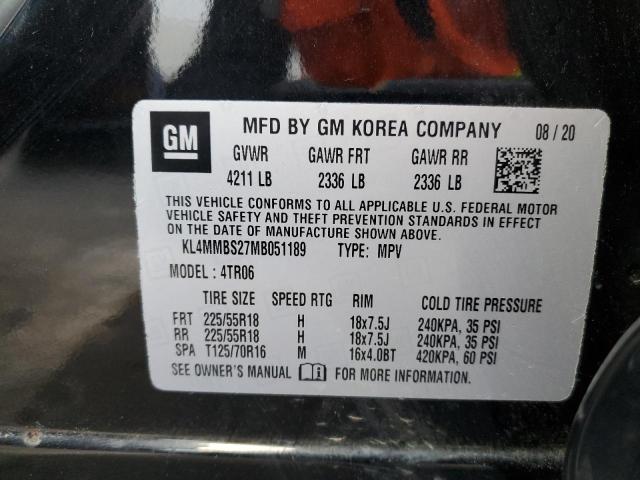 GM MFD BY GM KOREA COMPANY 08 / 20
GVWR GAWR FRT GAWR RR
4211 LB 2336 LB 2336 LB
THIS VEHICLE CONFORMS TO ALL APPLICABLE U.S. FEDERAL MOTOR
VEHICLE SAFETY AND THEFT PREVENTION STANDARDS IN EFFECT
ON THE DATE OF MANUFACTURE SHOWN ABOVE.
KL4MMBS27MB051189 TYPE: MPV
MODEL : 4TR06
TIRE SIZE SPEED RTG RIM COLD TIRE PRESSURE
FRT 225/55R18 H 18x7.5J 240KPA, 35 PSI
RR 225/55R18 H 18x7.5J 240KPA, 35 PSI
SPA T125/70R16 M 16x4.0BT 420KPA, 60 PSI
SEE OWNER'S MANUAL FOR MORE INFORMATION.